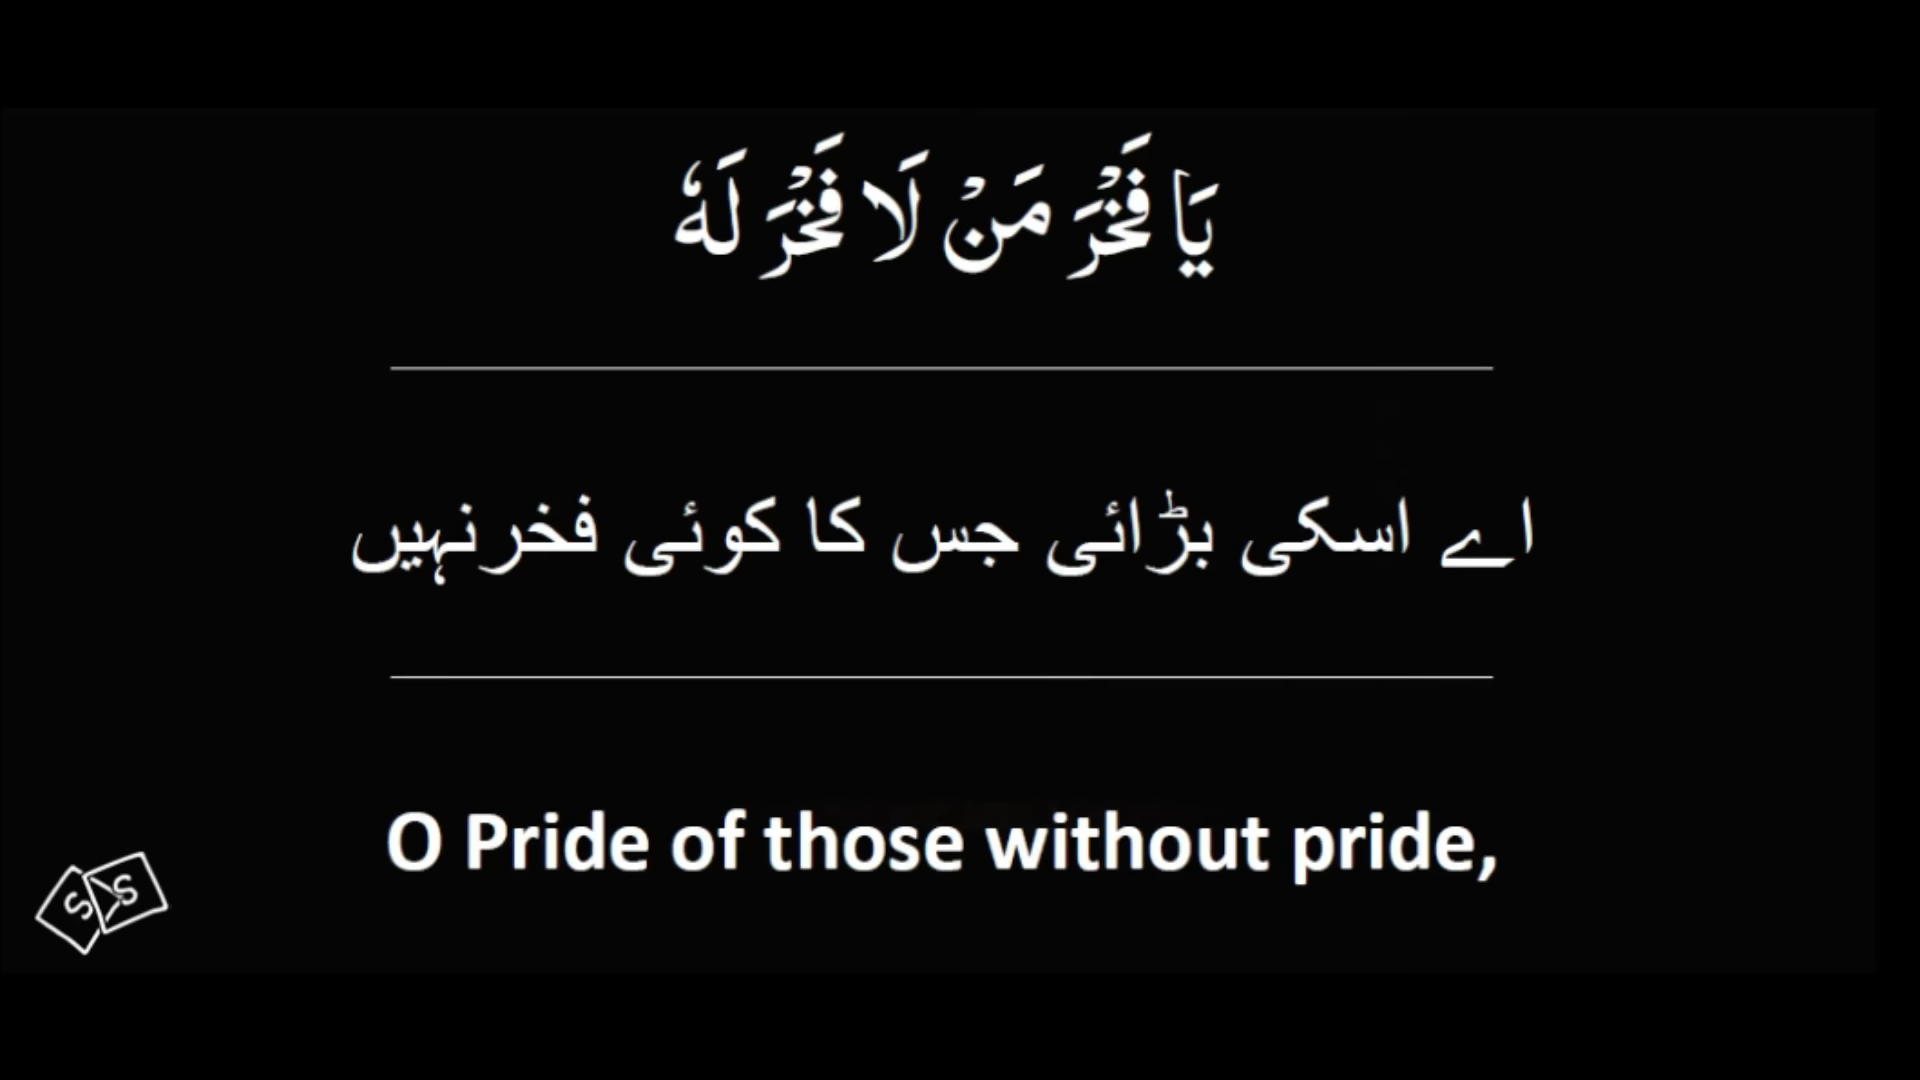 يَا فَخْرَ مَنْ لَا فَخْرَ لَهٗ
اے اسکی بڑائی جس کا کوئی فخر نہیں
O Pride of those without pride,
S S